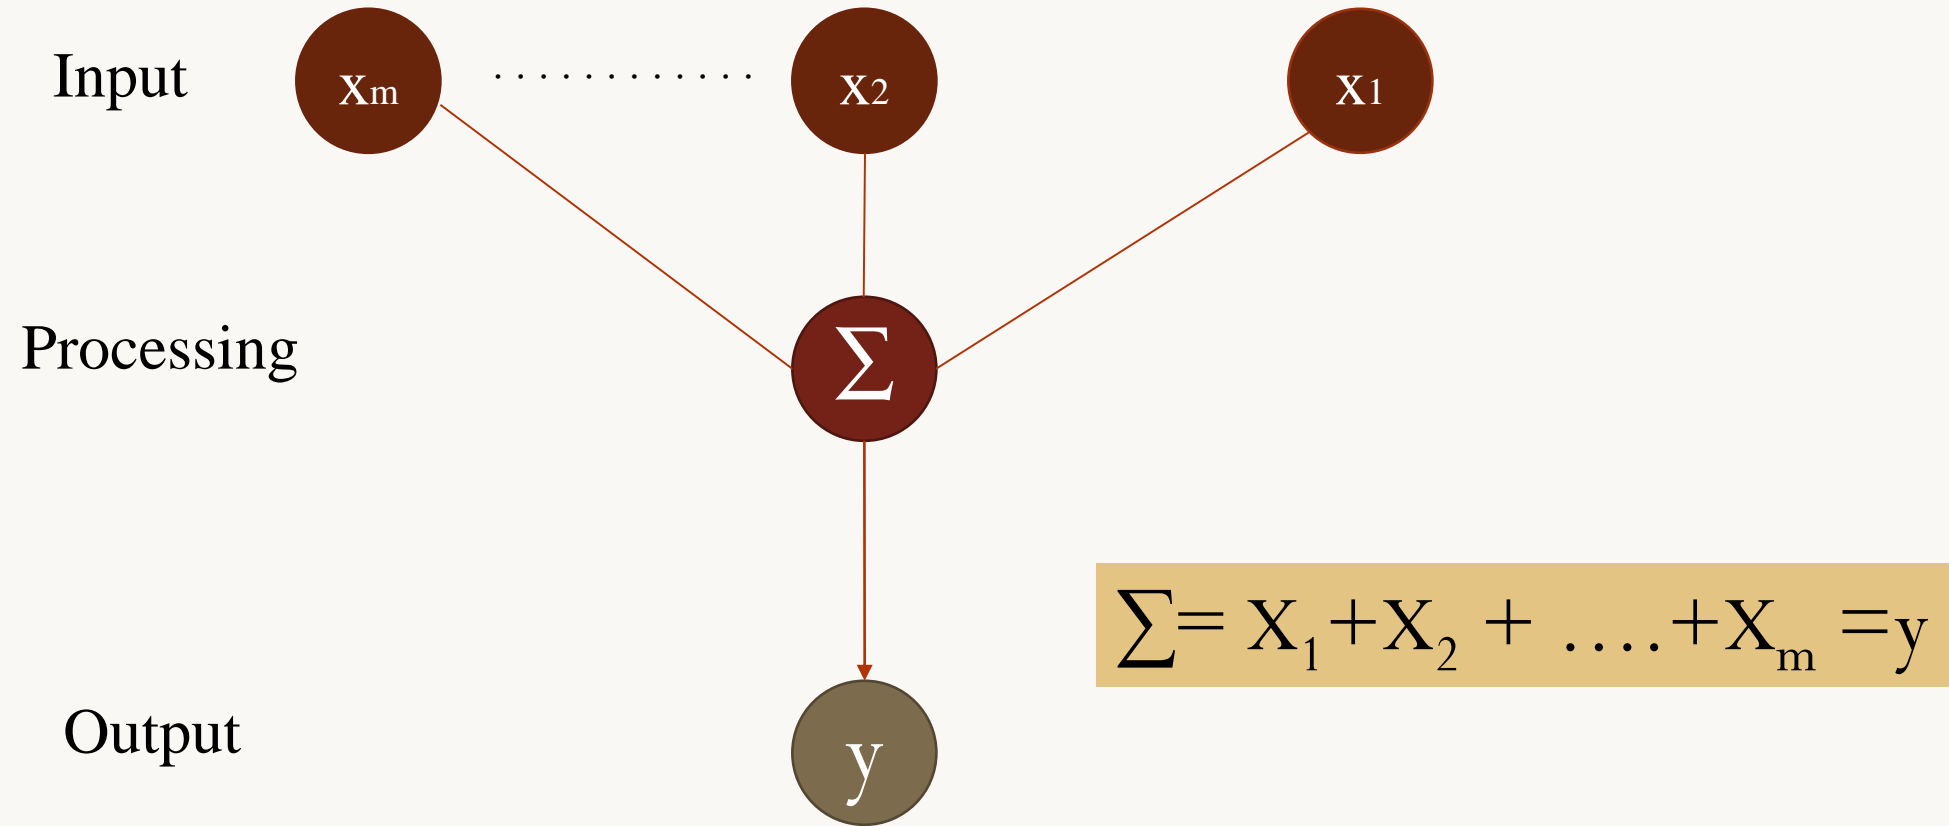 Input xm ............ x2 x1
Processing ∑
∑= X1+X2 + ....+Xm =y
Output y